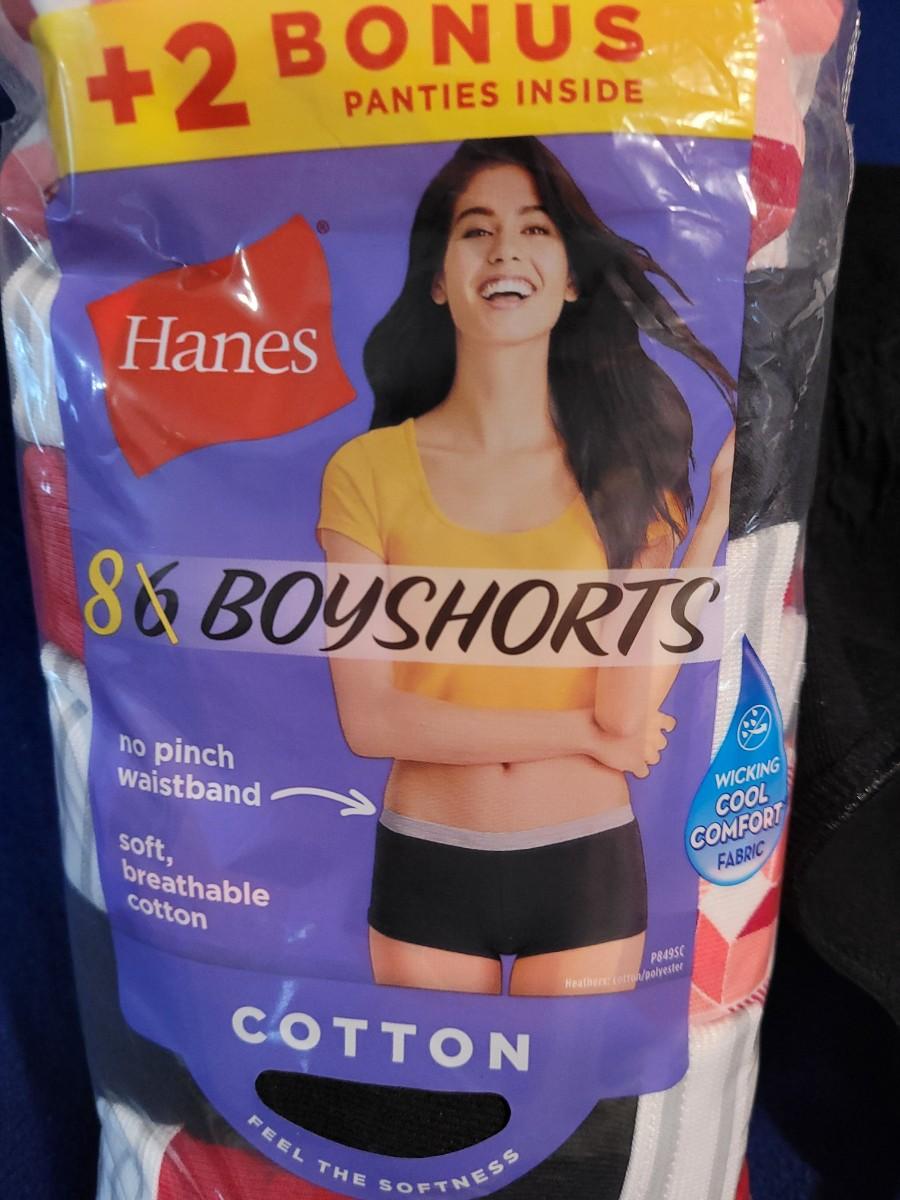 +2 BONUS
PANTIES INSIDE
Hanes®
8 6 BOYSHORTS
no pinch
waistband
soft,
breathable
cotton
WICKING
COOL
COMFORT
FABRIC
P849SC
Heathers: cotton/polyester
COTTON
FEEL THE SOFTNESS